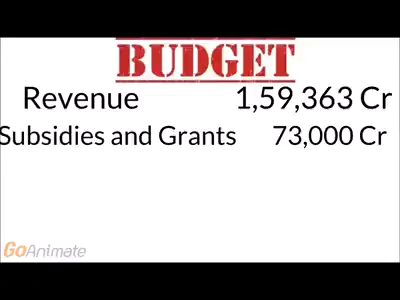 BUDGET
Revenue 1,59,363 Cr
Subsidies and Grants 73,000 Cr
GoAnimate